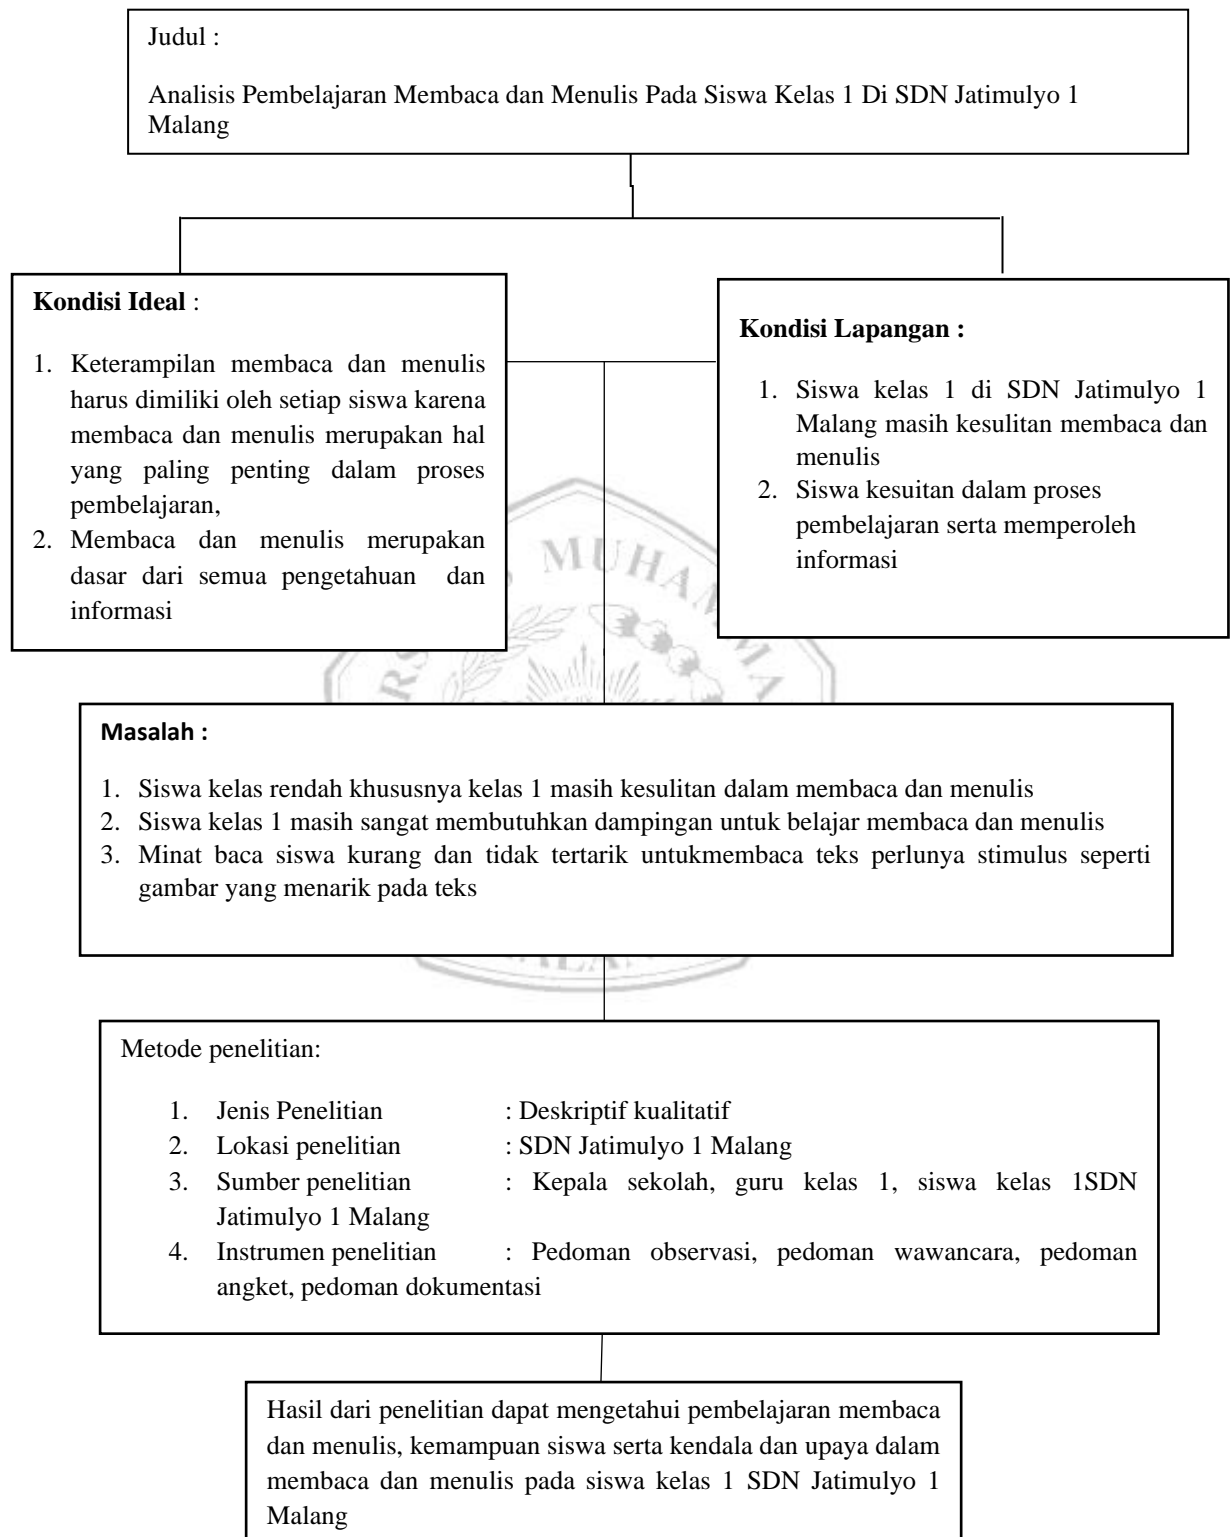 Judul :
Analisis Pembelajaran Membaca dan Menulis Pada Siswa Kelas 1 Di SDN Jatimulyo 1
Malang
Kondisi Ideal :
1. Keterampilan membaca dan menulis
harus dimiliki oleh setiap siswa karena
membaca dan menulis merupakan hal
yang paling penting dalam proses
pembelajaran,
2. Membaca dan menulis merupakan
dasar dari semua pengetahuan dan
informasi
Kondisi Lapangan :
1. Siswa kelas 1 di SDN Jatimulyo 1
Malang masih kesulitan membaca dan
menulis
2. Siswa kesuitan dalam proses
pembelajaran serta memperoleh
informasi
Masalah :
1. Siswa kelas rendah khususnya kelas 1 masih kesulitan dalam membaca dan menulis
2. Siswa kelas 1 masih sangat membutuhkan dampingan untuk belajar membaca dan menulis
3. Minat baca siswa kurang dan tidak tertarik untukmembaca teks perlunya stimulus seperti
gambar yang menarik pada teks
Metode penelitian:
1. Jenis Penelitian : Deskriptif kualitatif
2. Lokasi penelitian : SDN Jatimulyo 1 Malang
3. Sumber penelitian : Kepala sekolah, guru kelas 1, siswa kelas 1SDN
Jatimulyo 1 Malang
4. Instrumen penelitian : Pedoman observasi, pedoman wawancara, pedoman
angket, pedoman dokumentasi
Hasil dari penelitian dapat mengetahui pembelajaran membaca
dan menulis, kemampuan siswa serta kendala dan upaya dalam
membaca dan menulis pada siswa kelas 1 SDN Jatimulyo 1
Malang